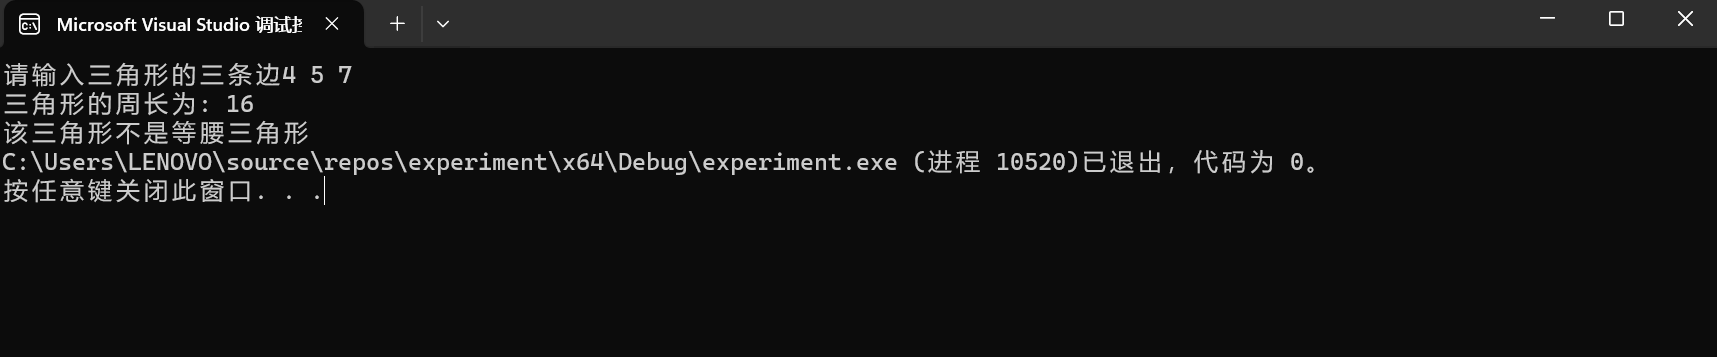 Microsoft Visual Studio 调试
请输入三角形的三条边4 5 7
三角形的周长为: 16
该三角形不是等腰三角形
C:\Users\LENOVO\source\repos\experiment\x64\Debug\experiment.exe (进程 10520)已退出，代码为 0。
按任意键关闭此窗口. . .